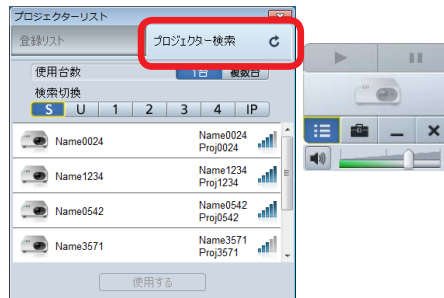 プロジェクターリスト
登録リスト
プロジェクター検索
使用台数
1台 複数台
検索切換
S U 1 2 3 4 IP
Name0024 Name0024
Proj0024
Name1234 Name1234
Proj1234
Name0542 Name0542
Proj0542
Name3571 Name3571
Proj3571
使用する